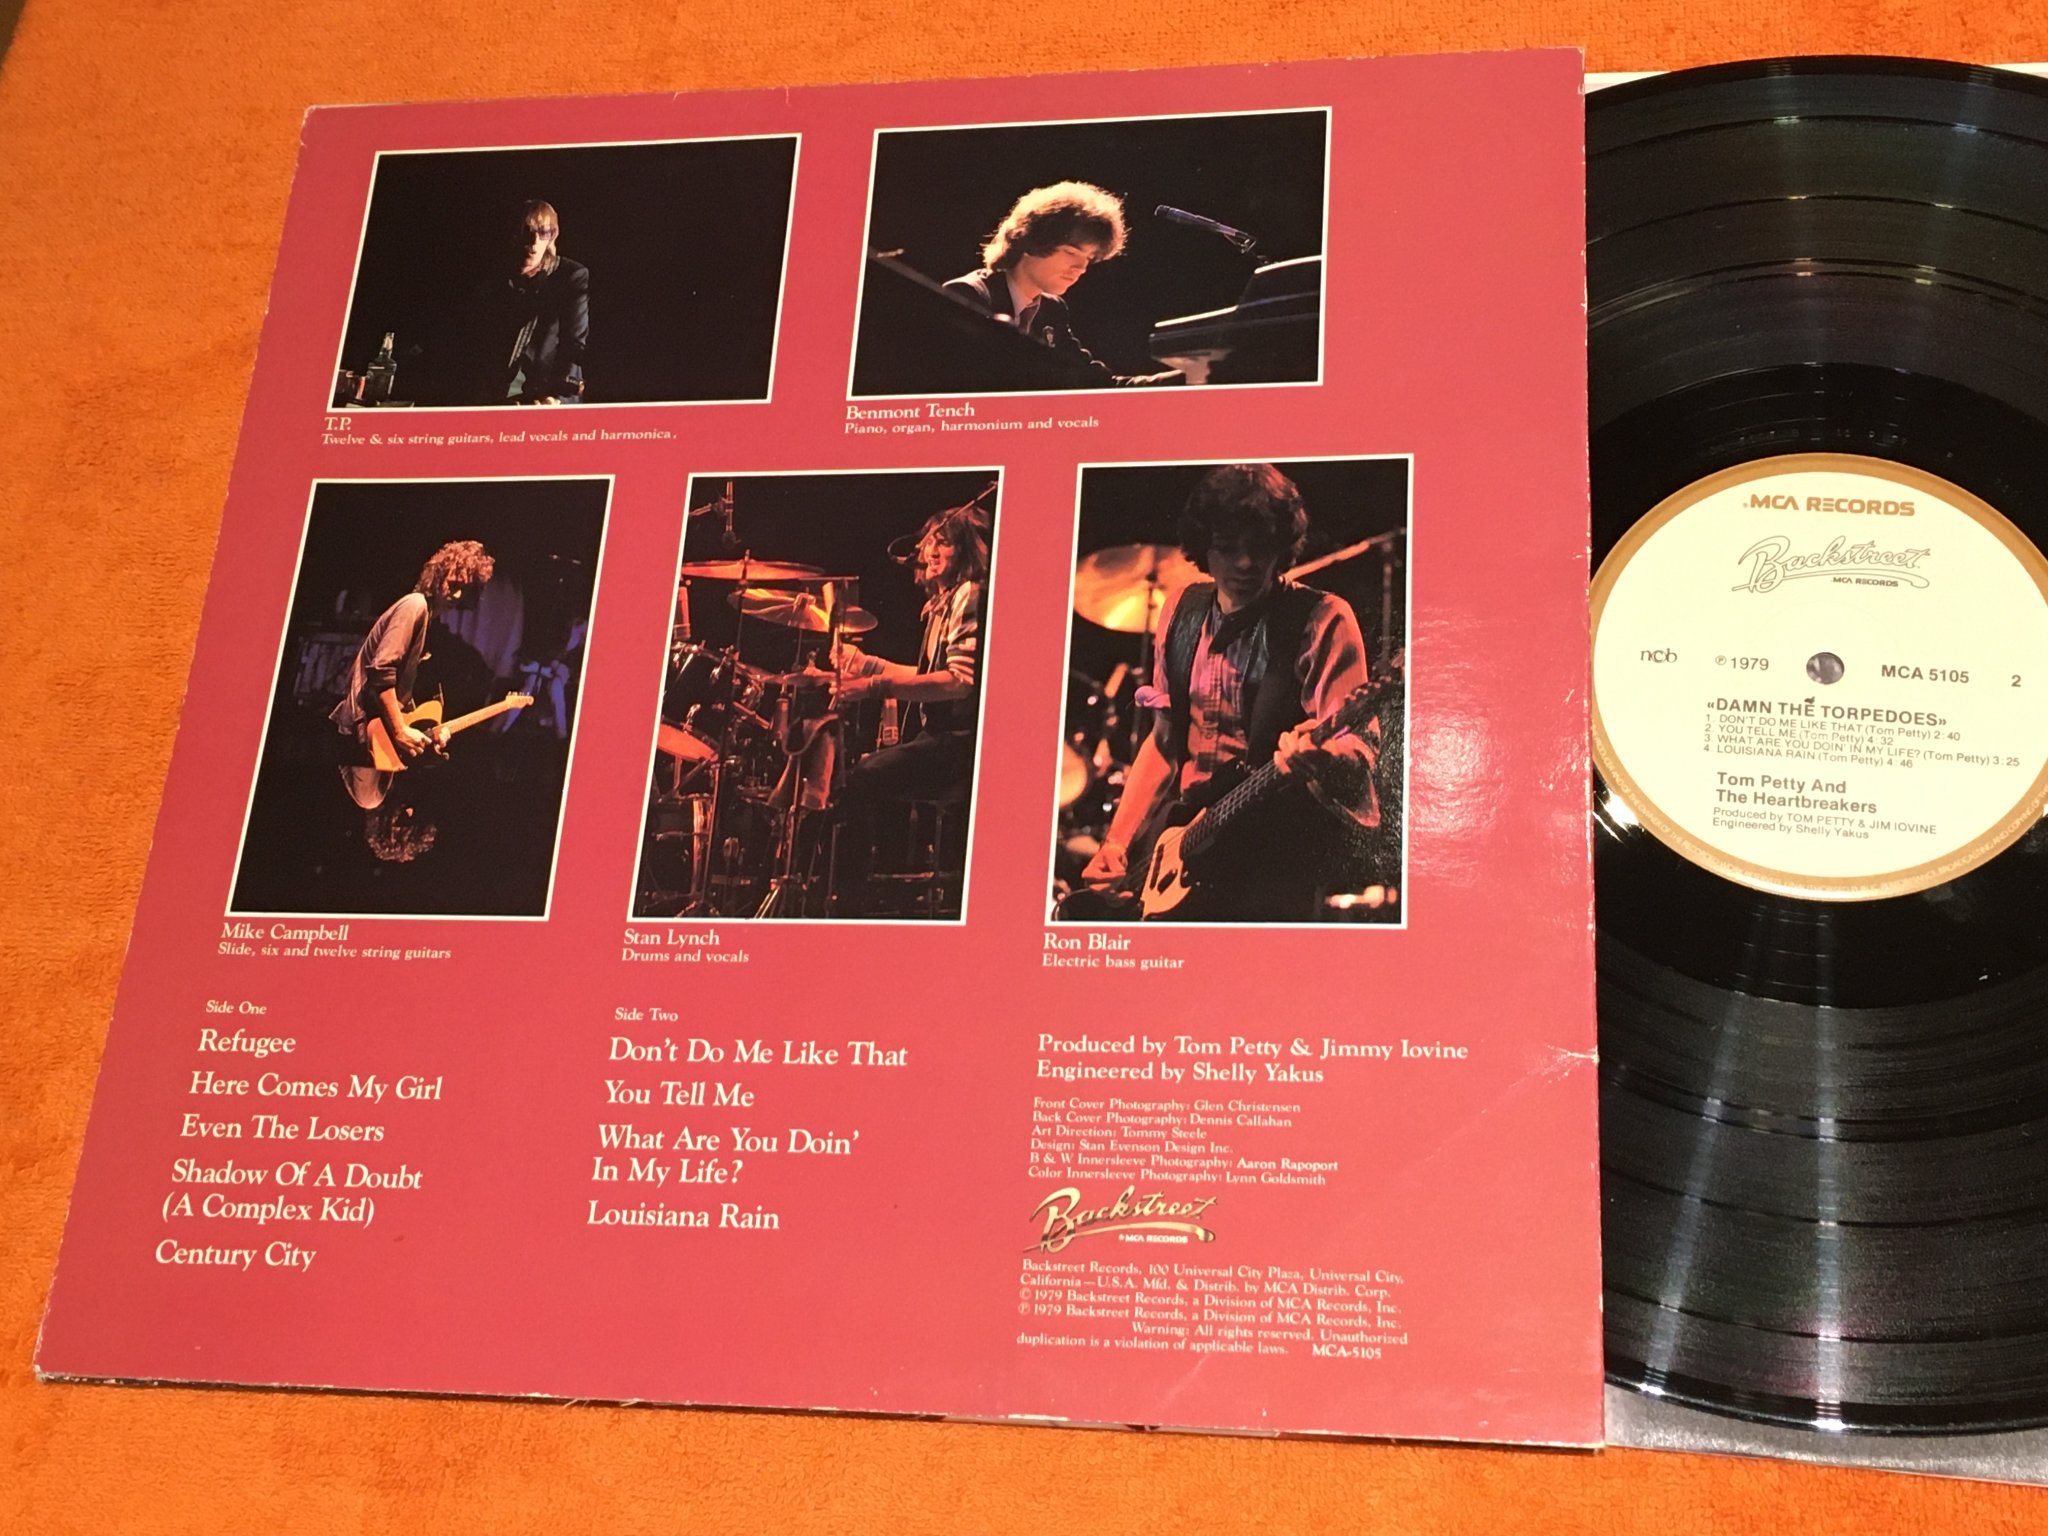 T.P.
Twelve & six string guitars, lead vocals and harmonica.
Benmont Tench
Piano, organ, harmonium and vocals
Mike Campbell
Slide, six and twelve string guitars
Stan Lynch
Drums and vocals
Ron Blair
Electric bass guitar
Side One
Refugee
Here Comes My Girl
Even The Losers
Shadow Of A Doubt
(A Complex Kid)
Century City
Side Two
Don't Do Me Like That
You Tell Me
What Are You Doin'
In My Life?
Louisiana Rain
Produced by Tom Petty & Jimmy Iovine
Engineered by Shelly Yakus
Front Cover Photography: Glen Christensen
Back Cover Photography: Dennis Callahan
Art Direction: Tommy Steele
Design: Stan Evenson Design Inc.
B & W Innersleeve Photography: Aaron Rapoport
Color Innersleeve Photography: Lynn Goldsmith
Backstreet
MCA RECORDS
Backstreet Records, 100 Universal City Plaza, Universal City,
California—U.S.A. Mfd. & Distrib. by MCA Distrib. Corp.
© 1979 Backstreet Records, a Division of MCA Records, Inc.
℗ 1979 Backstreet Records, a Division of MCA Records, Inc.
Warning: All rights reserved. Unauthorized
duplication is a violation of applicable laws. MCA-5105
MCA RECORDS
Backstreet
MCA RECORDS
ncb ℗ 1979 MCA 5105 2
«DAMN THE TORPEDOES»
1. DON'T DO ME LIKE THAT (Tom Petty) 2:40
2. YOU TELL ME (Tom Petty) 4:32
3. WHAT ARE YOU DOIN' IN MY LIFE? (Tom Petty) 3:25
4. LOUISIANA RAIN (Tom Petty) 4:46
Tom Petty And
The Heartbreakers
Produced by TOM PETTY & JIM IOVINE
Engineered by Shelly Yakus